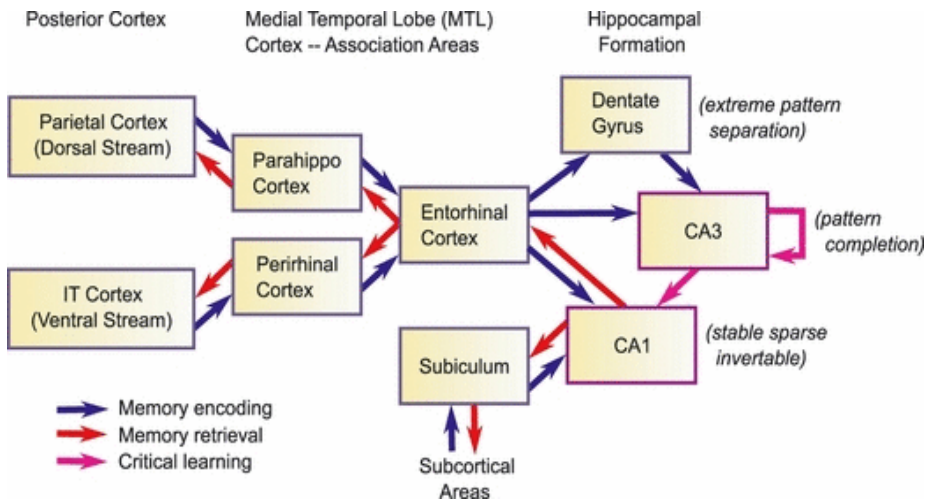 Posterior Cortex
Medial Temporal Lobe (MTL)
Cortex -- Association Areas
Hippocampal
Formation
Parietal Cortex
(Dorsal Stream)
Parahippo
Cortex
Entorhinal
Cortex
Dentate
Gyrus
(extreme pattern
separation)
CA3
(pattern
completion)
IT Cortex
(Ventral Stream)
Perirhinal
Cortex
Subiculum
CA1
(stable sparse
invertable)
Memory encoding
Memory retrieval
Critical learning
Subcortical
Areas